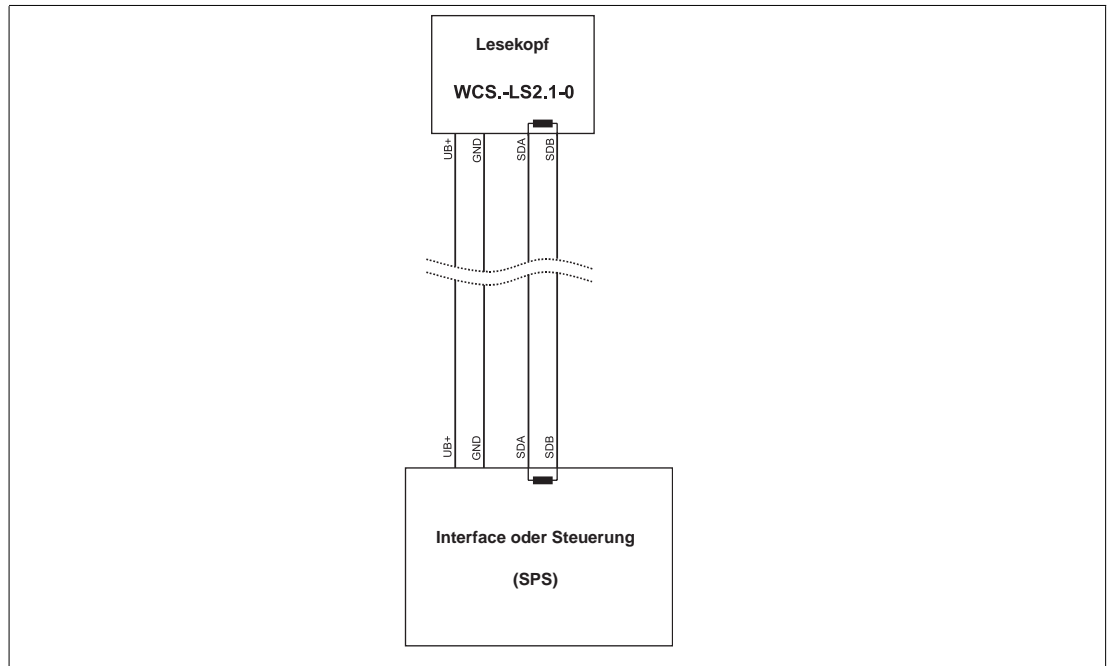 Lesekopf
WCS.-LS2.1-0
UB+
GND
SDA
SDB
UB+
GND
SDA
SDB
Interface oder Steuerung
(SPS)